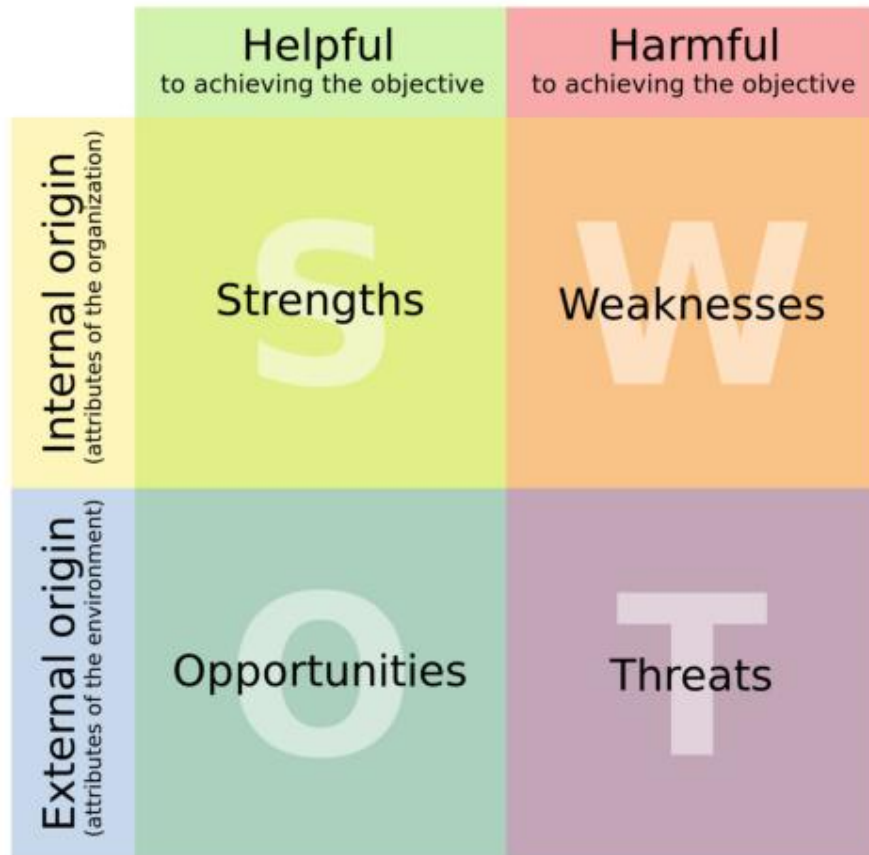 Helpful
to achieving the objective
Harmful
to achieving the objective
Internal origin
(attributes of the organization)
S
Strengths
W
Weaknesses
External origin
(attributes of the environment)
O
Opportunities
T
Threats